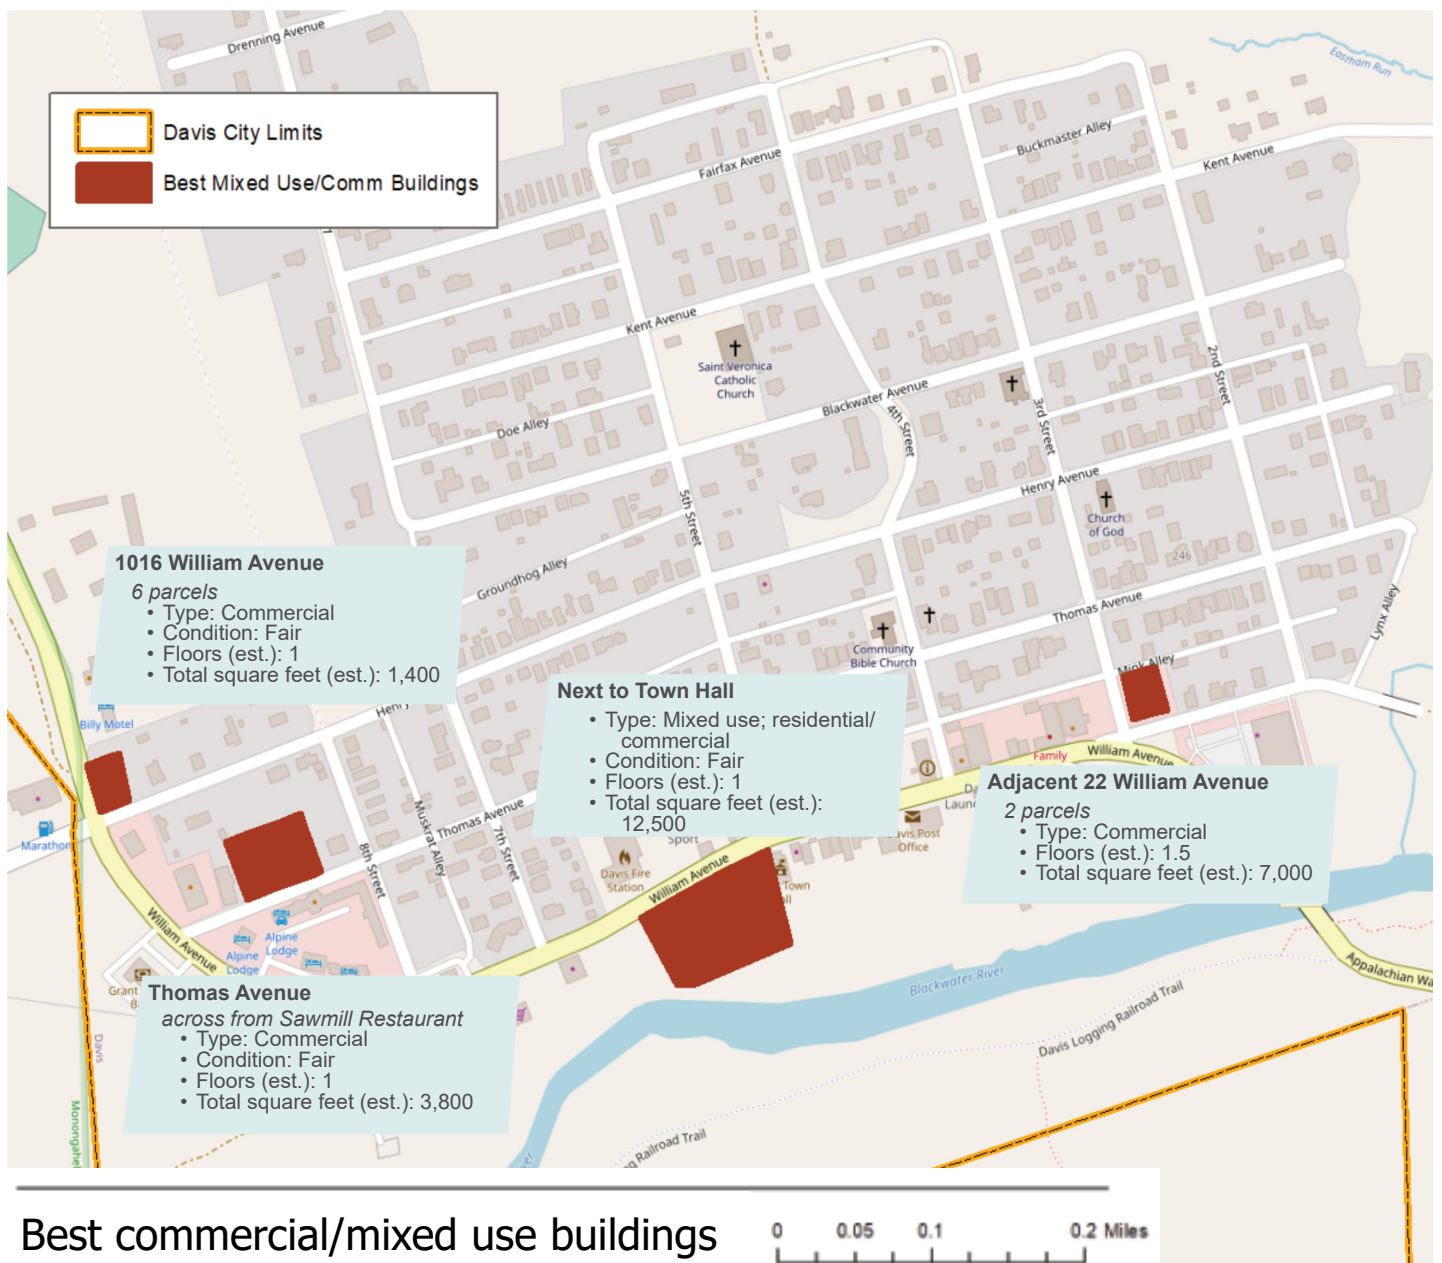 Drenning Avenue
Eastham Run
Davis City Limits
Best Mixed Use/Comm Buildings
Buckmaster Alley
Fairfax Avenue
Kent Avenue
Kent Avenue
Saint Veronica
Catholic
Church
2nd Street
Blackwater Avenue
4th Street
3rd Street
Doe Alley
Henry Avenue
5th Street
Church
of God
246
Groundhog Alley
1016 William Avenue
6 parcels
• Type: Commercial
• Condition: Fair
• Floors (est.): 1
• Total square feet (est.): 1,400
Thomas Avenue
Lynx Alley
Community
Bible Church
Mink Alley
Next to Town Hall
• Type: Mixed use; residential/
commercial
• Condition: Fair
• Floors (est.): 1
• Total square feet (est.):
12,500
Billy Motel
Henry
Family
William Avenue
Adjacent 22 William Avenue
2 parcels
• Type: Commercial
• Floors (est.): 1.5
• Total square feet (est.): 7,000
Marathon
Thomas Avenue
Muskrat Alley
7th Street
8th Street
Sport
Davis Post
Office
Davis Fire
Station
William Avenue
Town
William Avenue
Alpine
Lodge
Alpine
Lodge
Grant
Blackwater River
Appalachian
Davis Logging Railroad Trail
Thomas Avenue
across from Sawmill Restaurant
• Type: Commercial
• Condition: Fair
• Floors (est.): 1
• Total square feet (est.): 3,800
Davis
Railroad Trail
Best commercial/mixed use buildings
0 0.05 0.1 0.2 Miles